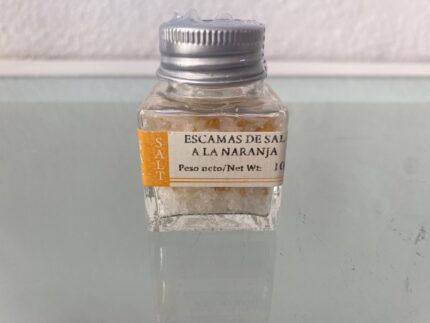 SALT
ESCAMAS DE SAL
A LA NARANJA
Peso neto/Net Wt: 10